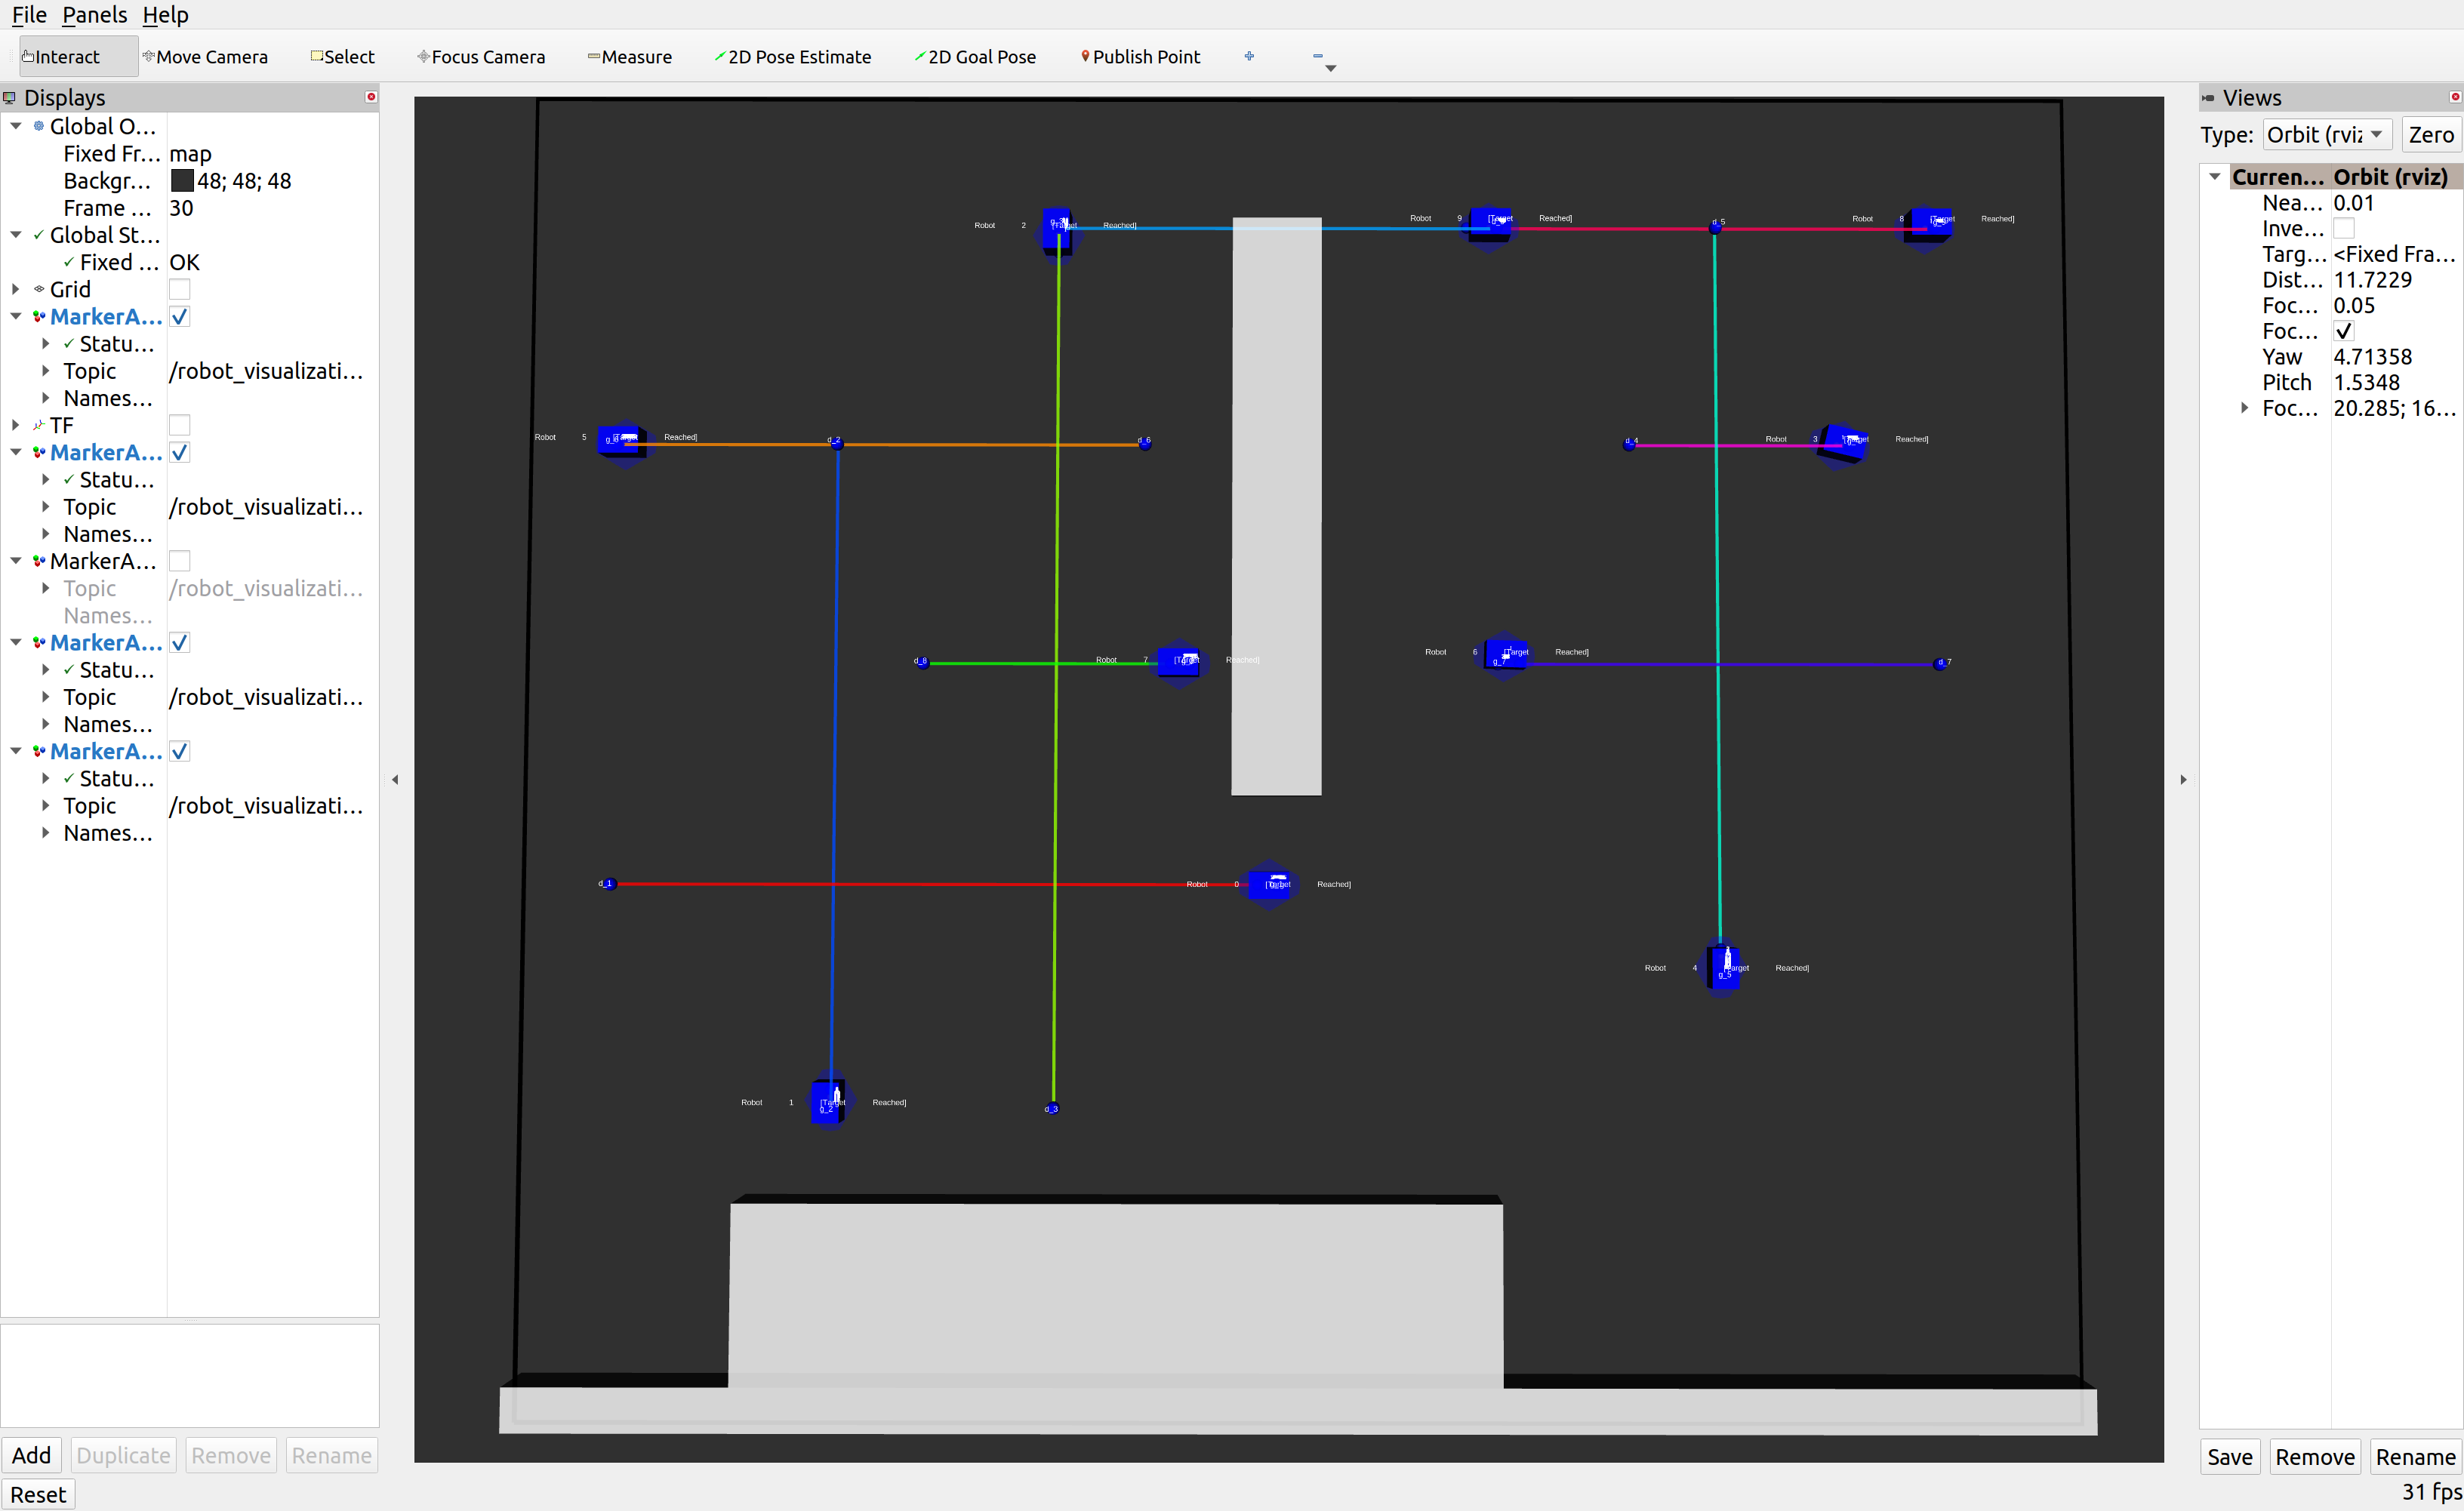 File Panels Help
Interact Move Camera Select Focus Camera Measure 2D Pose Estimate 2D Goal Pose Publish Point
Displays
Global O...
Fixed Fr... map
Backgr... 48; 48; 48
Frame ... 30
Global St...
Fixed ... OK
Grid
MarkerA...
Statu...
Topic /robot_visualizati...
Names...
TF
MarkerA...
Statu...
Topic /robot_visualizati...
Names...
MarkerA...
Topic /robot_visualizati...
Names...
MarkerA...
Statu...
Topic /robot_visualizati...
Names...
MarkerA...
Statu...
Topic /robot_visualizati...
Names...
Add Duplicate Remove Rename
Reset
Robot 2 [Target Reached]
Robot 9 [Target Reached]
d_5
Robot 8 [Target Reached]
Robot 5 [Target Reached]
d_2
d_6
d_4
Robot 3 [Target Reached]
d_8
Robot 7 [Target Reached]
Robot 6 [Target Reached]
g_7
d_7
d_1
Robot 0 [Target Reached]
Robot 4 [Target Reached]
g_5
Robot 1 [Target Reached]
g_2
d_3
Views
Type: Orbit (rviz Zero
Curren... Orbit (rviz)
Nea... 0.01
Inve...
Targ... <Fixed Fra...
Dist... 11.7229
Foc... 0.05
Foc...
Yaw 4.71358
Pitch 1.5348
Foc... 20.285; 16...
Save Remove Rename
31 fps